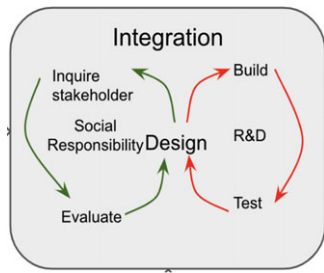 Integration
Inquire
stakeholder
Build
Social
Responsibility
Design
R&D
Evaluate
Test